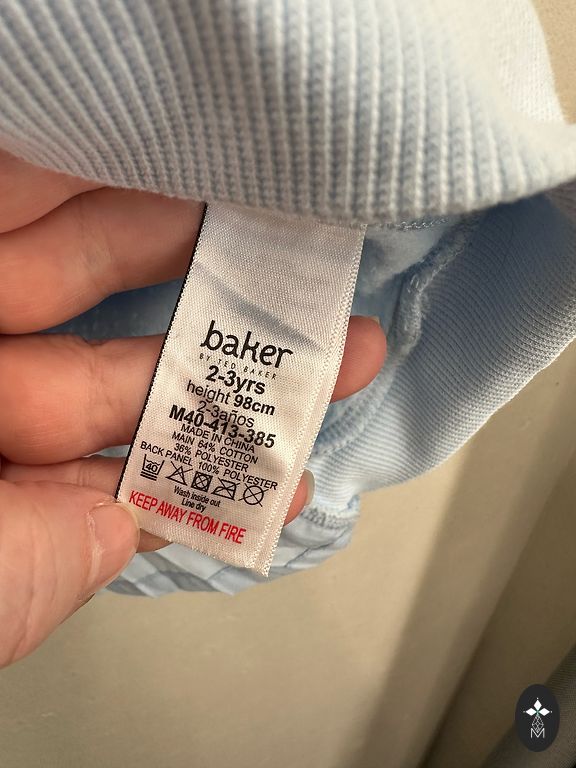 baker
BY TED BAKER
2-3yrs
height 98cm
2-3años
M40-413-385
MADE IN CHINA
MAIN 64% COTTON
36% POLYESTER
BACK PANEL 100% POLYESTER
40
Wash inside out
Line dry
KEEP AWAY FROM FIRE
M